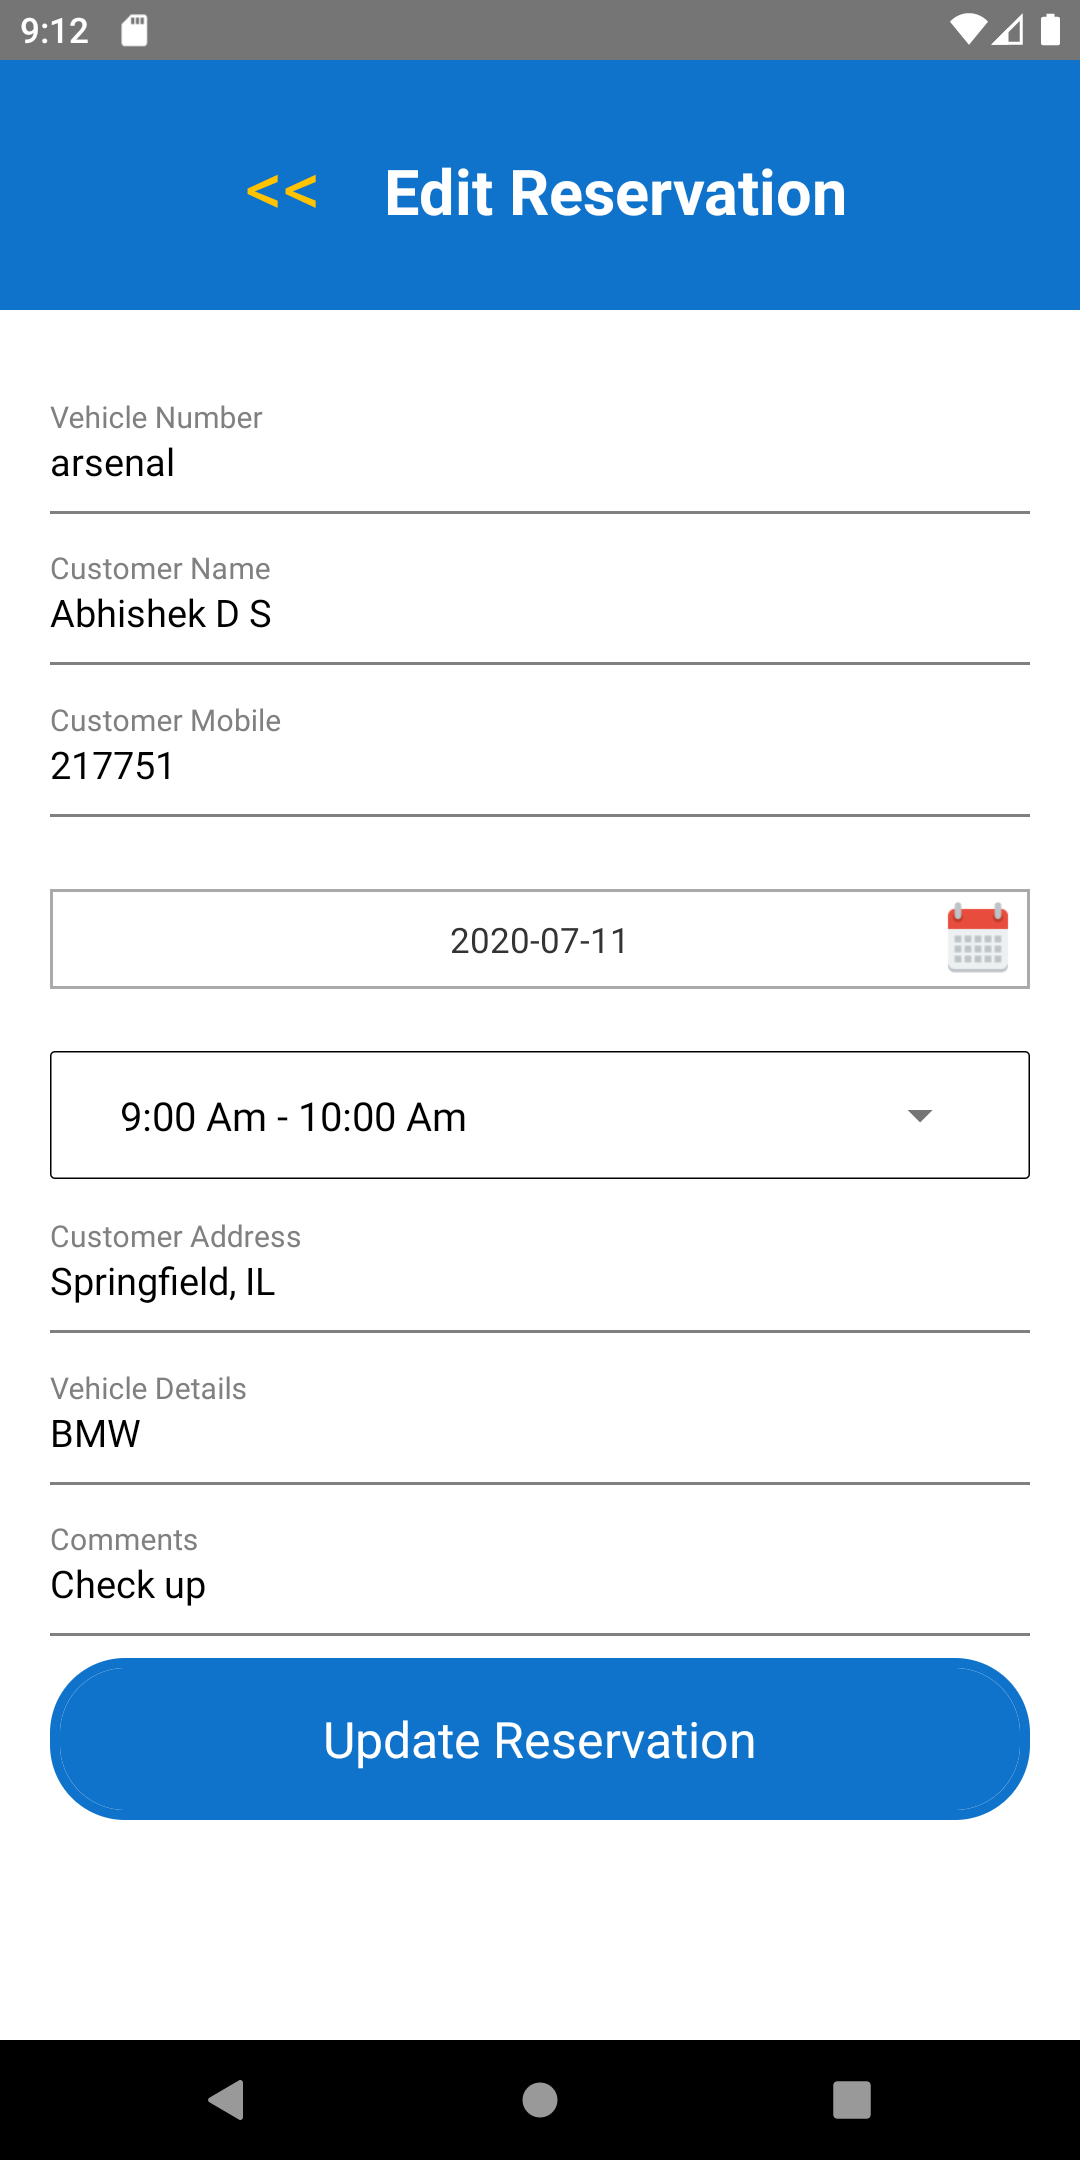 9:12
<< Edit Reservation
Vehicle Number
arsenal
Customer Name
Abhishek D S
Customer Mobile
217751
2020-07-11
9:00 Am - 10:00 Am
Customer Address
Springfield, IL
Vehicle Details
BMW
Comments
Check up
Update Reservation